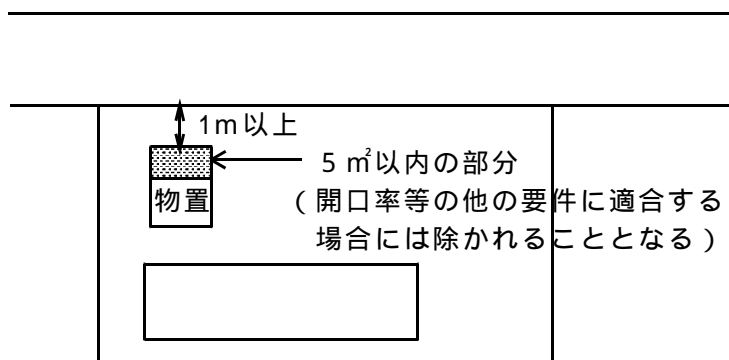 1m以上
5㎡以内の部分
物置
(開口率等の他の要件に適合する
場合には除かれることとなる)